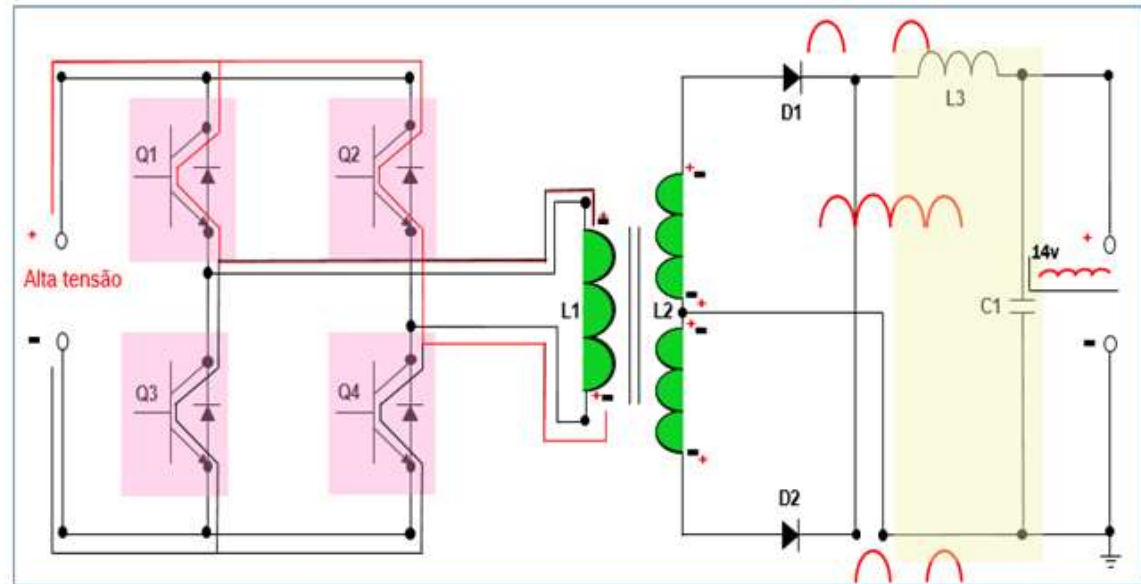 D1
L3
Q1
Q2
+
+
-
+
-
14v
+
Alta tensão
L1
L2
C1
-
+
+
-
-
-
Q3
Q4
+
-
-
+
D2